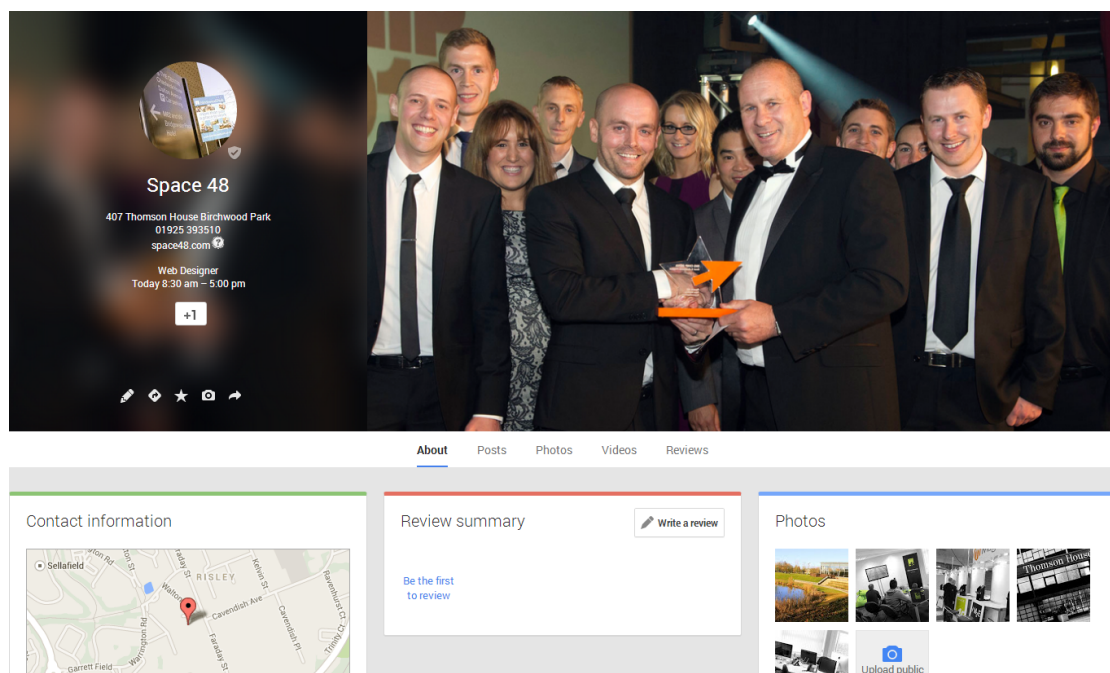 Space 48
407 Thomson House Birchwood Park
01925 393510
space48.com
?
Web Designer
Today 8:30 am – 5:00 pm
+1
About
Posts
Photos
Videos
Reviews
Contact information
Sellafield
RISLEY
Kelvin St
Cavendish Ave
Cavendish Pl
Ravenhurst Ct
Trinity Ct
Warrington Rd
Faraday St
Garrett Field
Review summary
Write a review
Be the first
to review
Photos
Thomson House
Upload public